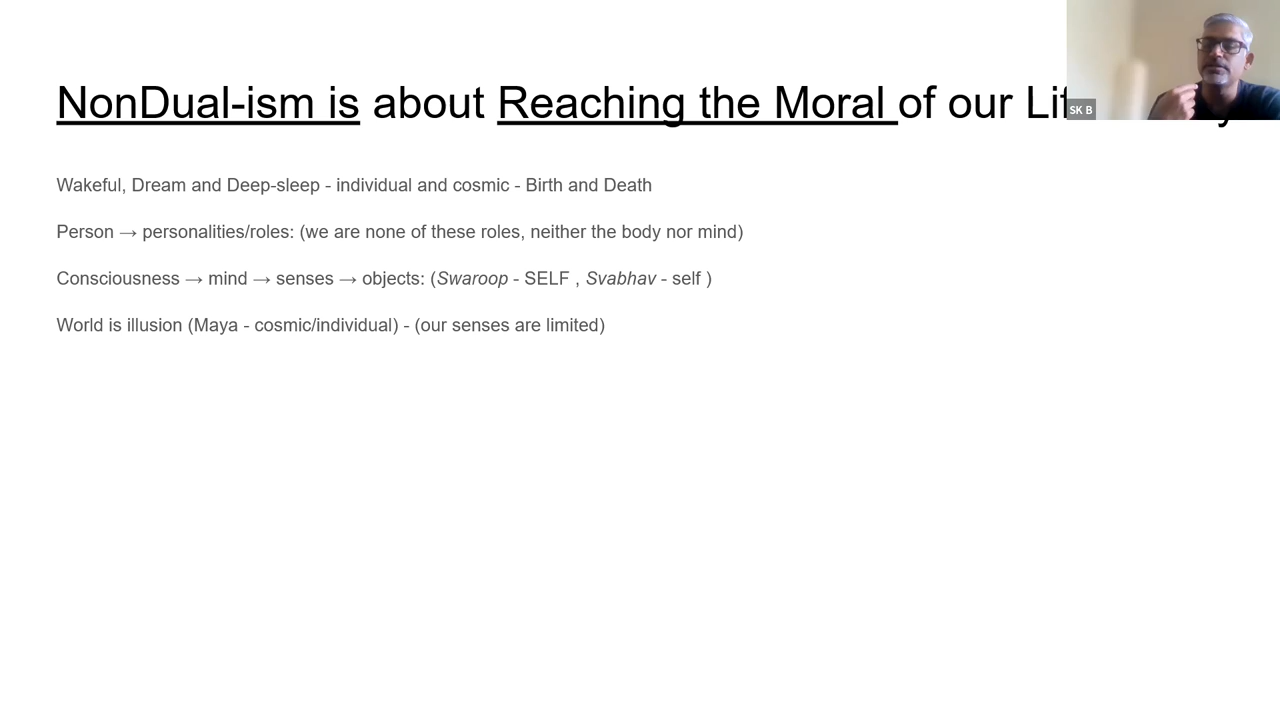 NonDual-ism is about Reaching the Moral of our
SK B
Wakeful, Dream and Deep-sleep - individual and cosmic - Birth and Death
Person → personalities/roles: (we are none of these roles, neither the body nor mind)
Consciousness → mind → senses → objects: (Swaroop - SELF , Svabhav - self )
World is illusion (Maya - cosmic/individual) - (our senses are limited)